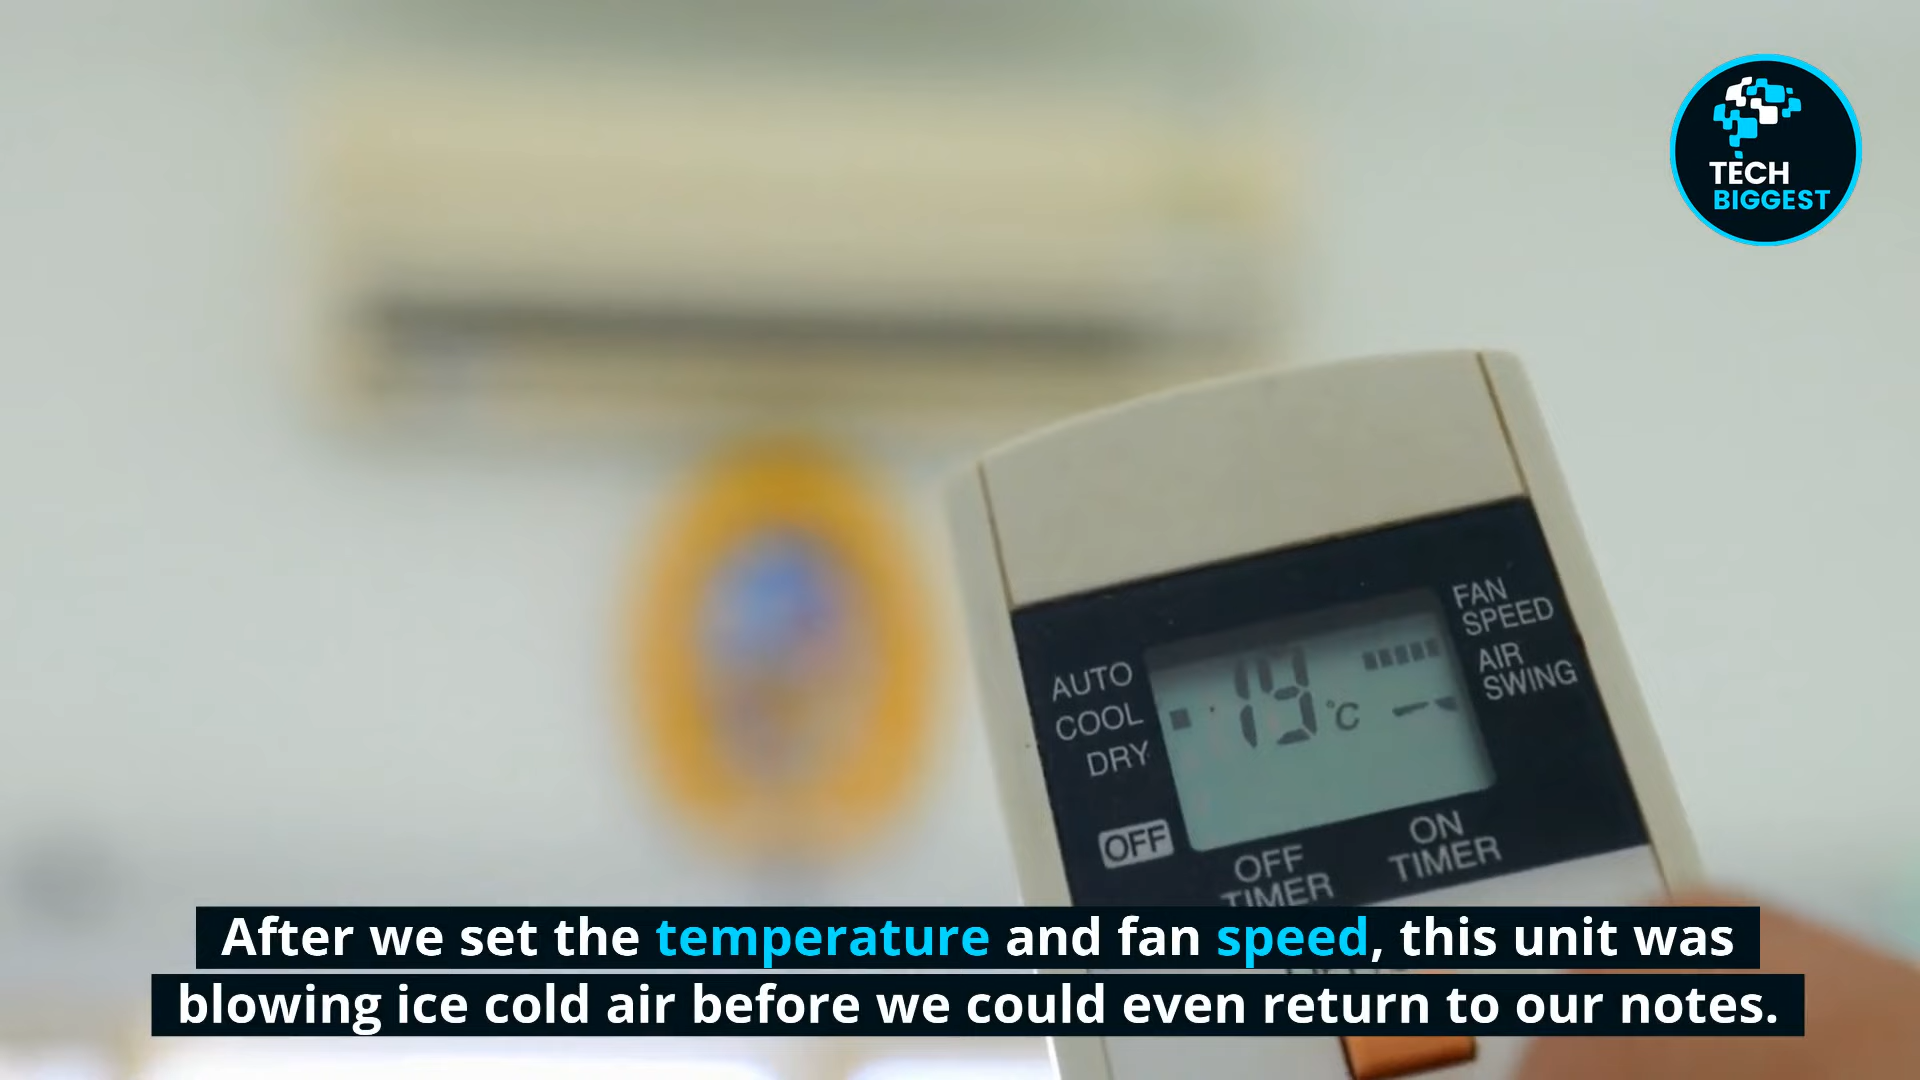 TECH
BIGGEST
FAN
SPEED
AIR
SWING
AUTO
COOL
DRY
19°C
OFF
OFF
TIMER
ON
TIMER
After we set the temperature and fan speed, this unit was
blowing ice cold air before we could even return to our notes.